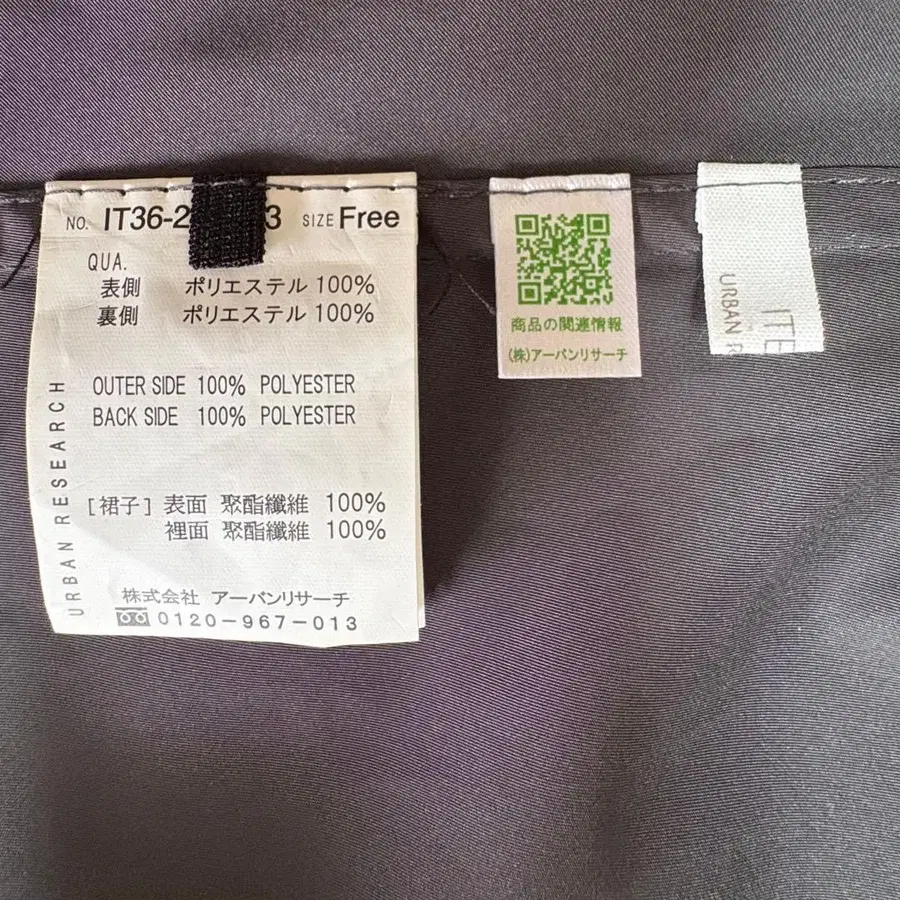 NO. IT36-2 3 SIZE Free
QUA.
表側 ポリエステル 100%
裏側 ポリエステル 100%
OUTER SIDE 100% POLYESTER
BACK SIDE 100% POLYESTER
[裙子] 表面 聚酯纖維 100%
裡面 聚酯纖維 100%
株式会社 アーバンリサーチ
0120-967-013
URBAN RESEARCH
商品の関連情報
(株)アーバンリサーチ
URBAN R
ITE